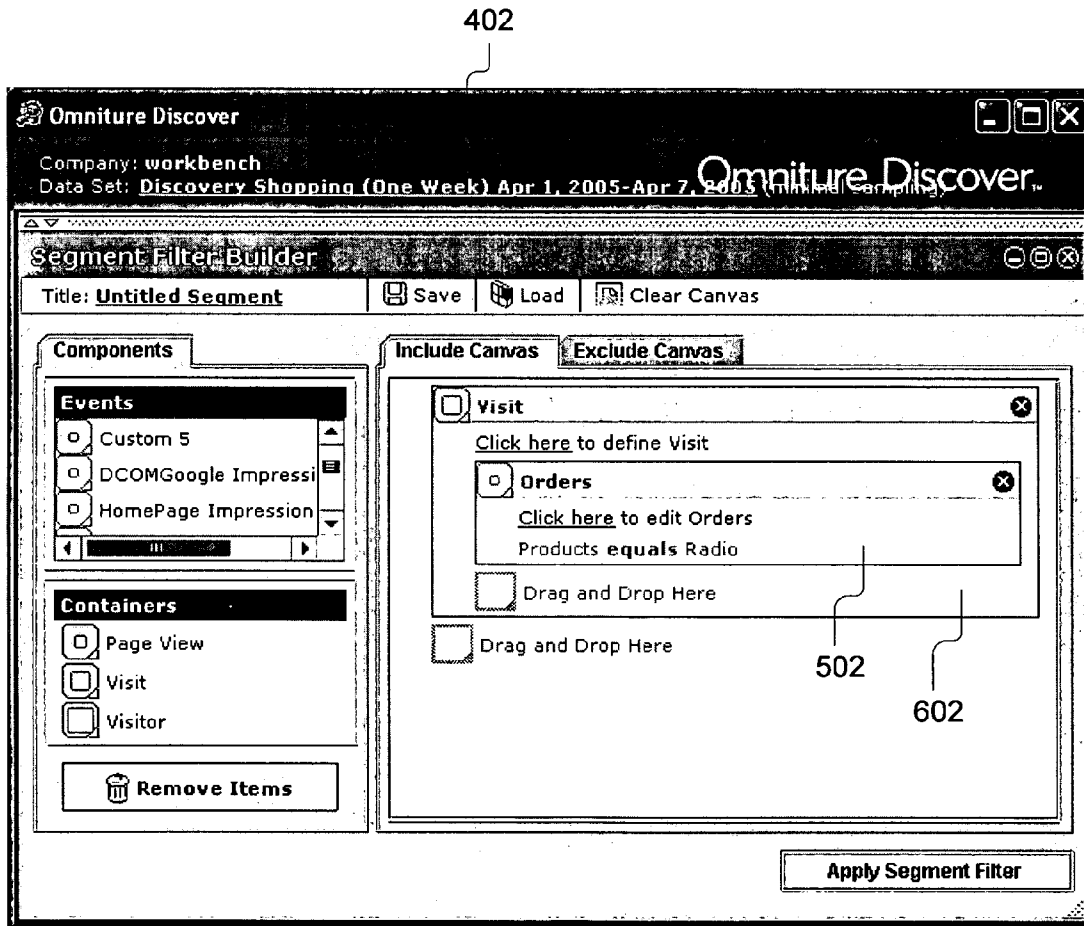 402
Omniture Discover
Company: workbench
Omniture Discover™
Data Set: Discovery Shopping (One Week) Apr 1, 2005-Apr 7, 2005 (minimal sampling)
Segment Filter Builder
Title: Untitled Segment
Save
Load
Clear Canvas
Components
Include Canvas
Exclude Canvas
Events
Custom 5
DCOMGoogle Impressi
HomePage Impression
Visit
Click here to define Visit
Orders
Click here to edit Orders
Products equals Radio
Drag and Drop Here
Drag and Drop Here
502
602
Containers
Page View
Visit
Visitor
Remove Items
Apply Segment Filter